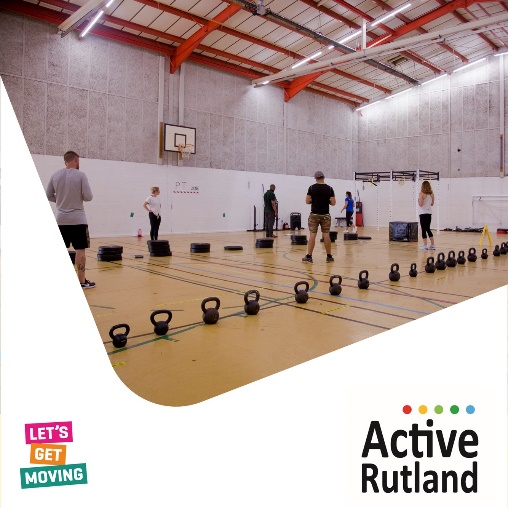 LET'S
GET
MOVING
Active
Rutland